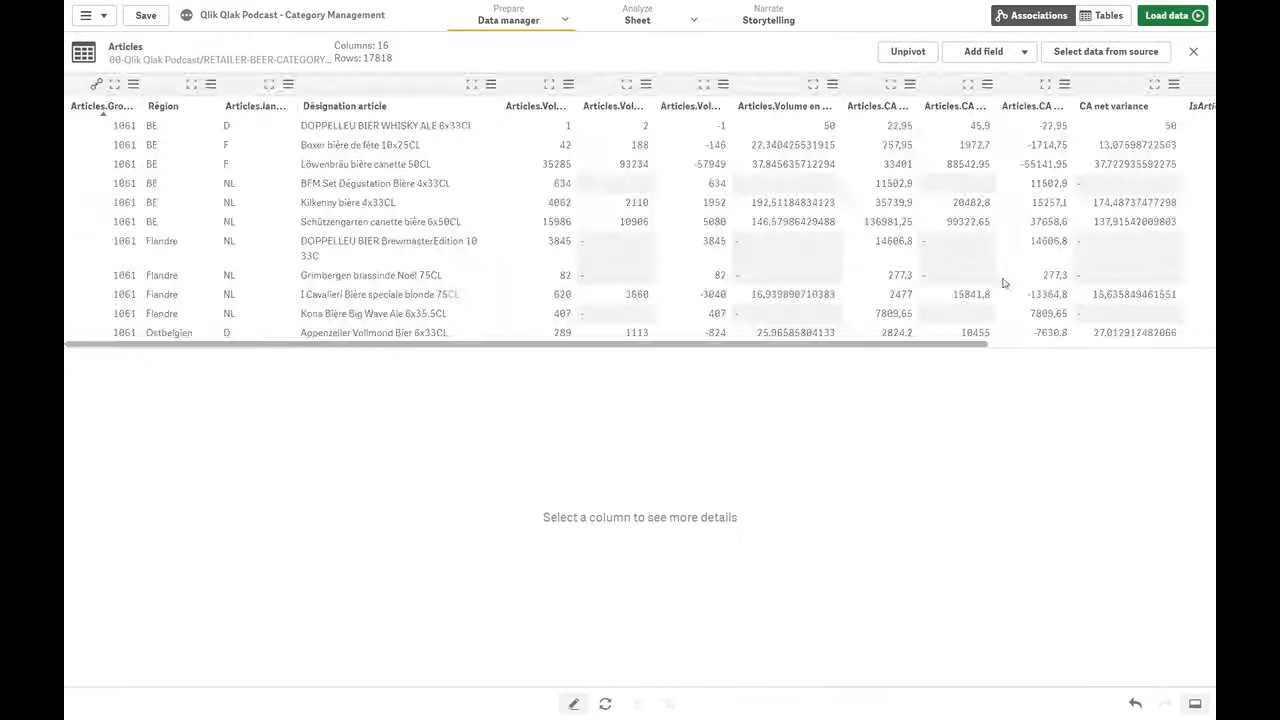 Save
Qlik Qlak Podcast - Category Management
Prepare
Data manager
Analyze
Sheet
Narrate
Storytelling
Associations
Tables
Load data
Articles
00-Qlik Qlak Podcast/RETAILER-BEER-CATEGORY...
Columns: 16
Rows: 17818
Unpivot
Add field
Select data from source
Articles.Gro... Région Articles.lan... Désignation article Articles.Vol... Articles.Vol... Articles.Vol... Articles.Volume en ... Articles.CA ... Articles.CA ... Articles.CA ... CA net variance IsArti
1061 BE D DOPPELLEU BIER WHISKY ALE 6x33CL 1 2 -1 50 22,95 45,9 -22,95 50
1061 BE F Boxer bière de fête 10x25CL 42 188 -146 22,340425531915 257,95 1972,7 -1714,75 13,07598722563
1061 BE F Löwenbräu bière canette 50CL 35285 93234 -57949 37,845635712294 33401 88542,95 -55141,95 37,722935592275
1061 BE NL BFM Set Dégustation Bière 4x33CL 634 634 11502,9 11502,9 -
1061 BE NL Kilkenny bière 4x33CL 4062 2110 1952 192,51184834123 35739,9 20482,8 15257,1 174,48737477298
1061 BE NL Schützengarten canette bière 6x50CL 15986 10906 5080 146,57986429488 136981,25 99322,65 37658,6 137,91542009803
1061 Flandre NL DOPPELLEU BIER BrewmasterEdition 10 3845 - 3845 - 14606,8 - 14606,8 -
33C
1061 Flandre NL Grimbergen brassinde Noël 75CL 82 - 82 - 277,3 - 277,3 -
1061 Flandre NL I Cavalieri Bière speciale blonde 75CL 620 3660 -3040 16,939890710383 2477 15841,8 -13364,8 15,635849461551
1061 Flandre NL Kona Bière Big Wave Ale 6x35.5CL 407 - 407 - 7809,65 7809,65 -
1061 Ostbelgien D Appenzeller Vollmond Bier 6x33CL 289 1113 -824 25,96585804133 2824,2 10455 -7630,8 27,012912482066
Select a column to see more details